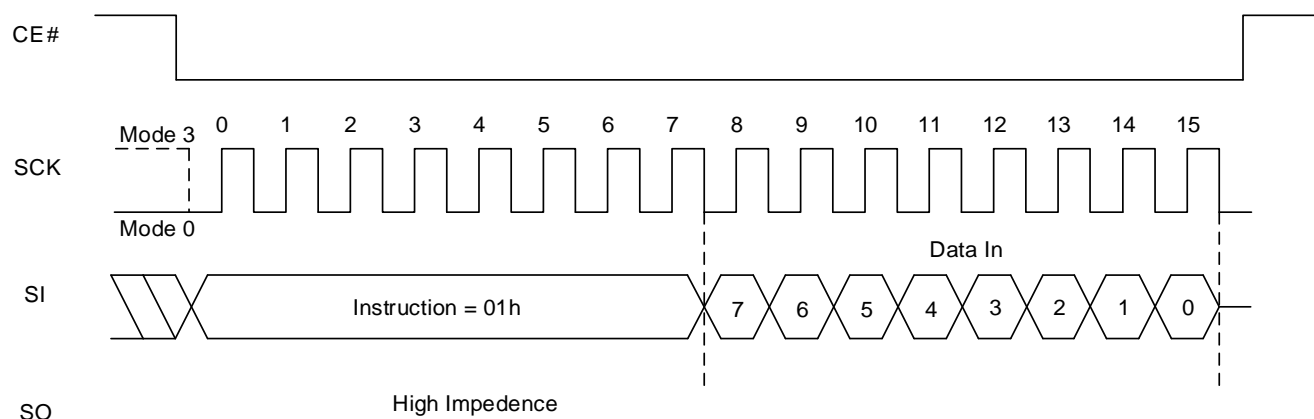 CE#
Mode 3
0 1 2 3 4 5 6 7 8 9 10 11 12 13 14 15
SCK
Mode 0
Data In
SI
Instruction = 01h
7 6 5 4 3 2 1 0
High Impedence
SO